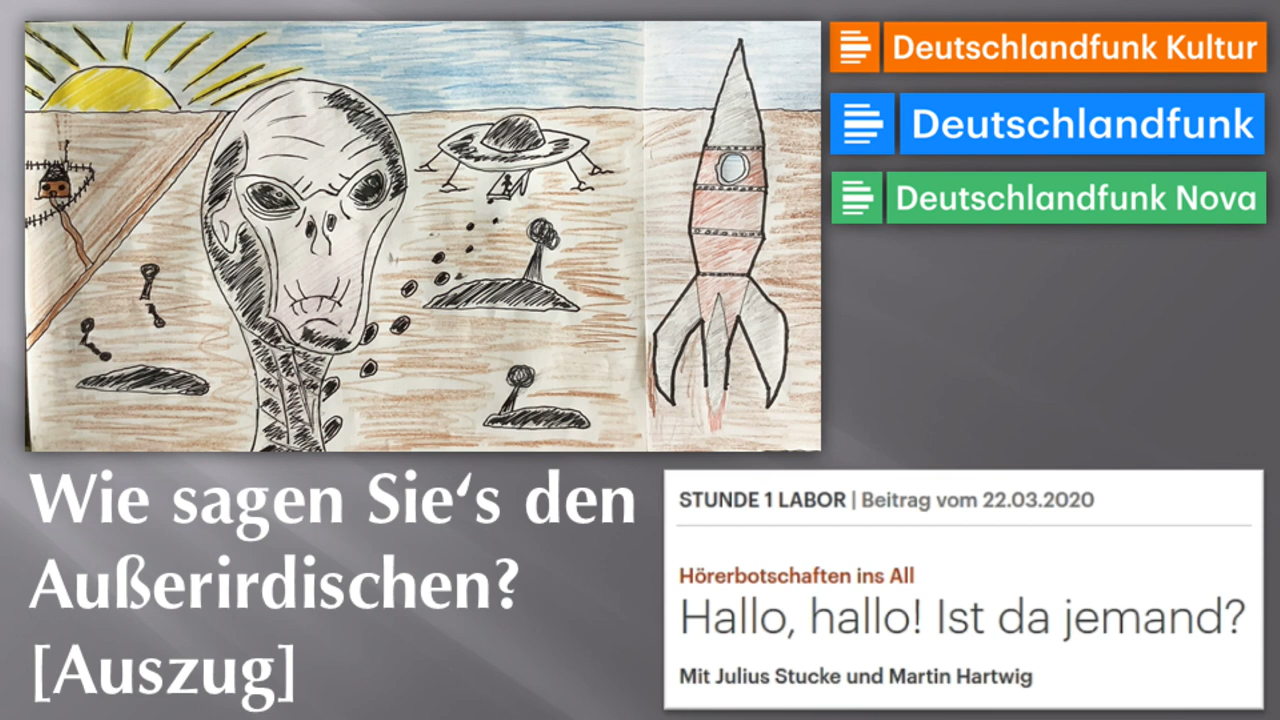 Deutschlandfunk Kultur
Deutschlandfunk
Deutschlandfunk Nova
Wie sagen Sie‘s den
Außerirdischen?
[Auszug]
STUNDE 1 LABOR | Beitrag vom 22.03.2020
Hörerbotschaften ins All
Hallo, hallo! Ist da jemand?
Mit Julius Stucke und Martin Hartwig